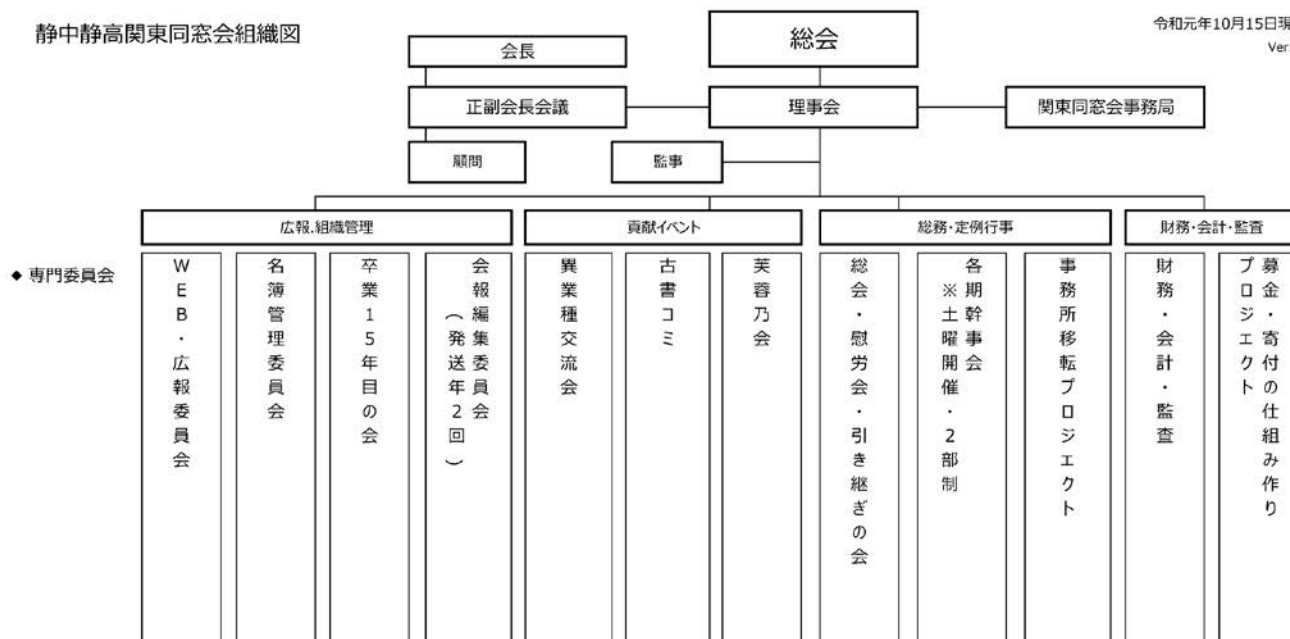 静中静高関東同窓会組織図
令和元年10月15日現
Ver.
総会
会長
正副会長会議
理事会
関東同窓会事務局
顧問
監事
広報.組織管理
貢献イベント
総務・定例行事
財務・会計・監査
◆ 専門委員会
WEB・広報委員会
名簿管理委員会
卒業15年目の会
会報編集委員会
(発送年2回)
異業種交流会
古書コミ
芙蓉乃会
総会・慰労会・引き継ぎの会
各期幹事会
※土曜開催・2部制
事務所移転プロジェクト
財務・会計・監査
募金・寄付の仕組み作り
プロジェクト